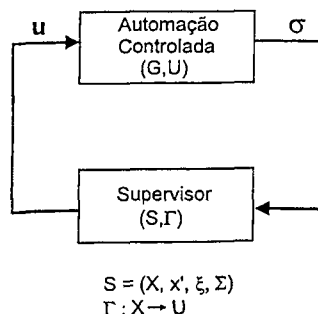 u
Automação
Controlada
(G,U)
σ
Supervisor
(S,Γ)
S = (X, x', ξ, Σ)
Γ : X → U